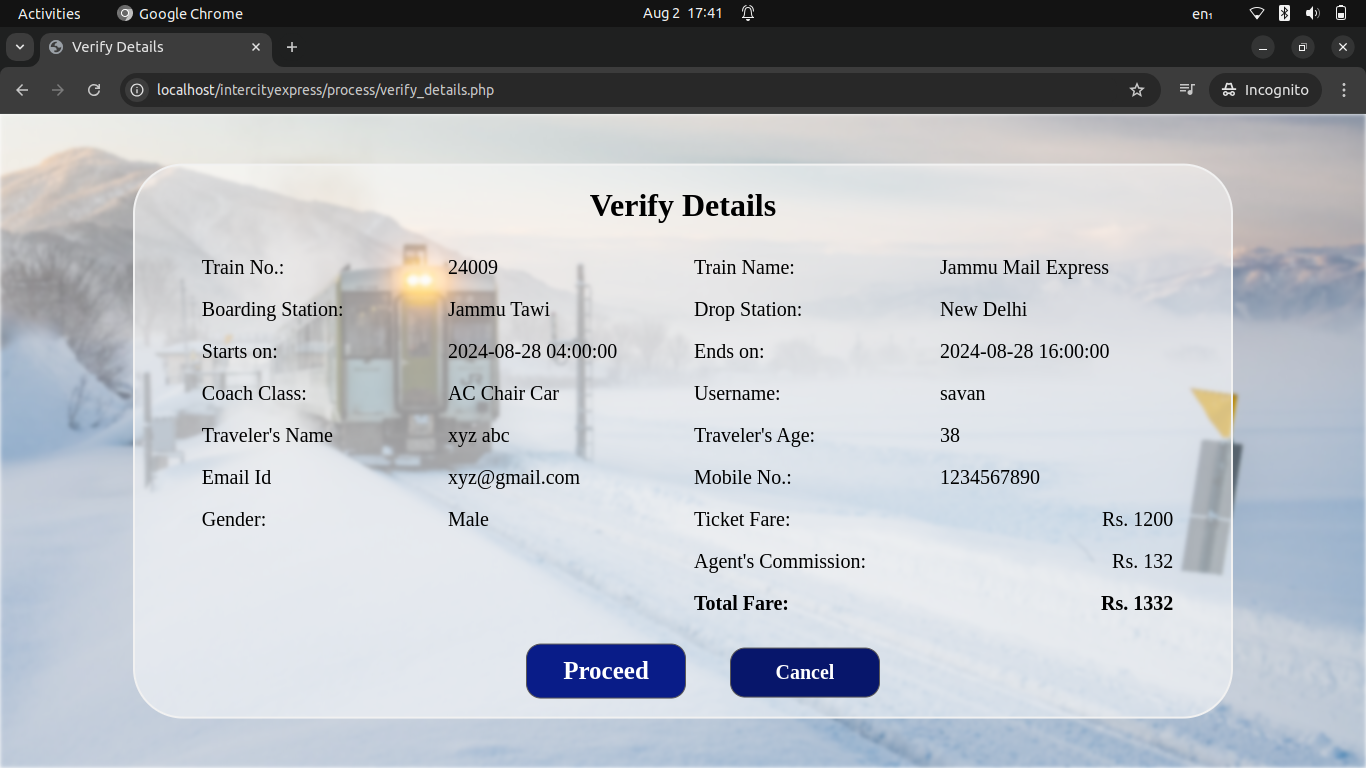 Activities Google Chrome Aug 2 17:41 en₁
Verify Details
localhost/intercityexpress/process/verify_details.php Incognito
Verify Details
Train No.: 24009 Train Name: Jammu Mail Express
Boarding Station: Jammu Tawi Drop Station: New Delhi
Starts on: 2024-08-28 04:00:00 Ends on: 2024-08-28 16:00:00
Coach Class: AC Chair Car Username: savan
Traveler's Name xyz abc Traveler's Age: 38
Email Id xyz@gmail.com Mobile No.: 1234567890
Gender: Male Ticket Fare: Rs. 1200
Agent's Commission: Rs. 132
Total Fare: Rs. 1332
Proceed Cancel